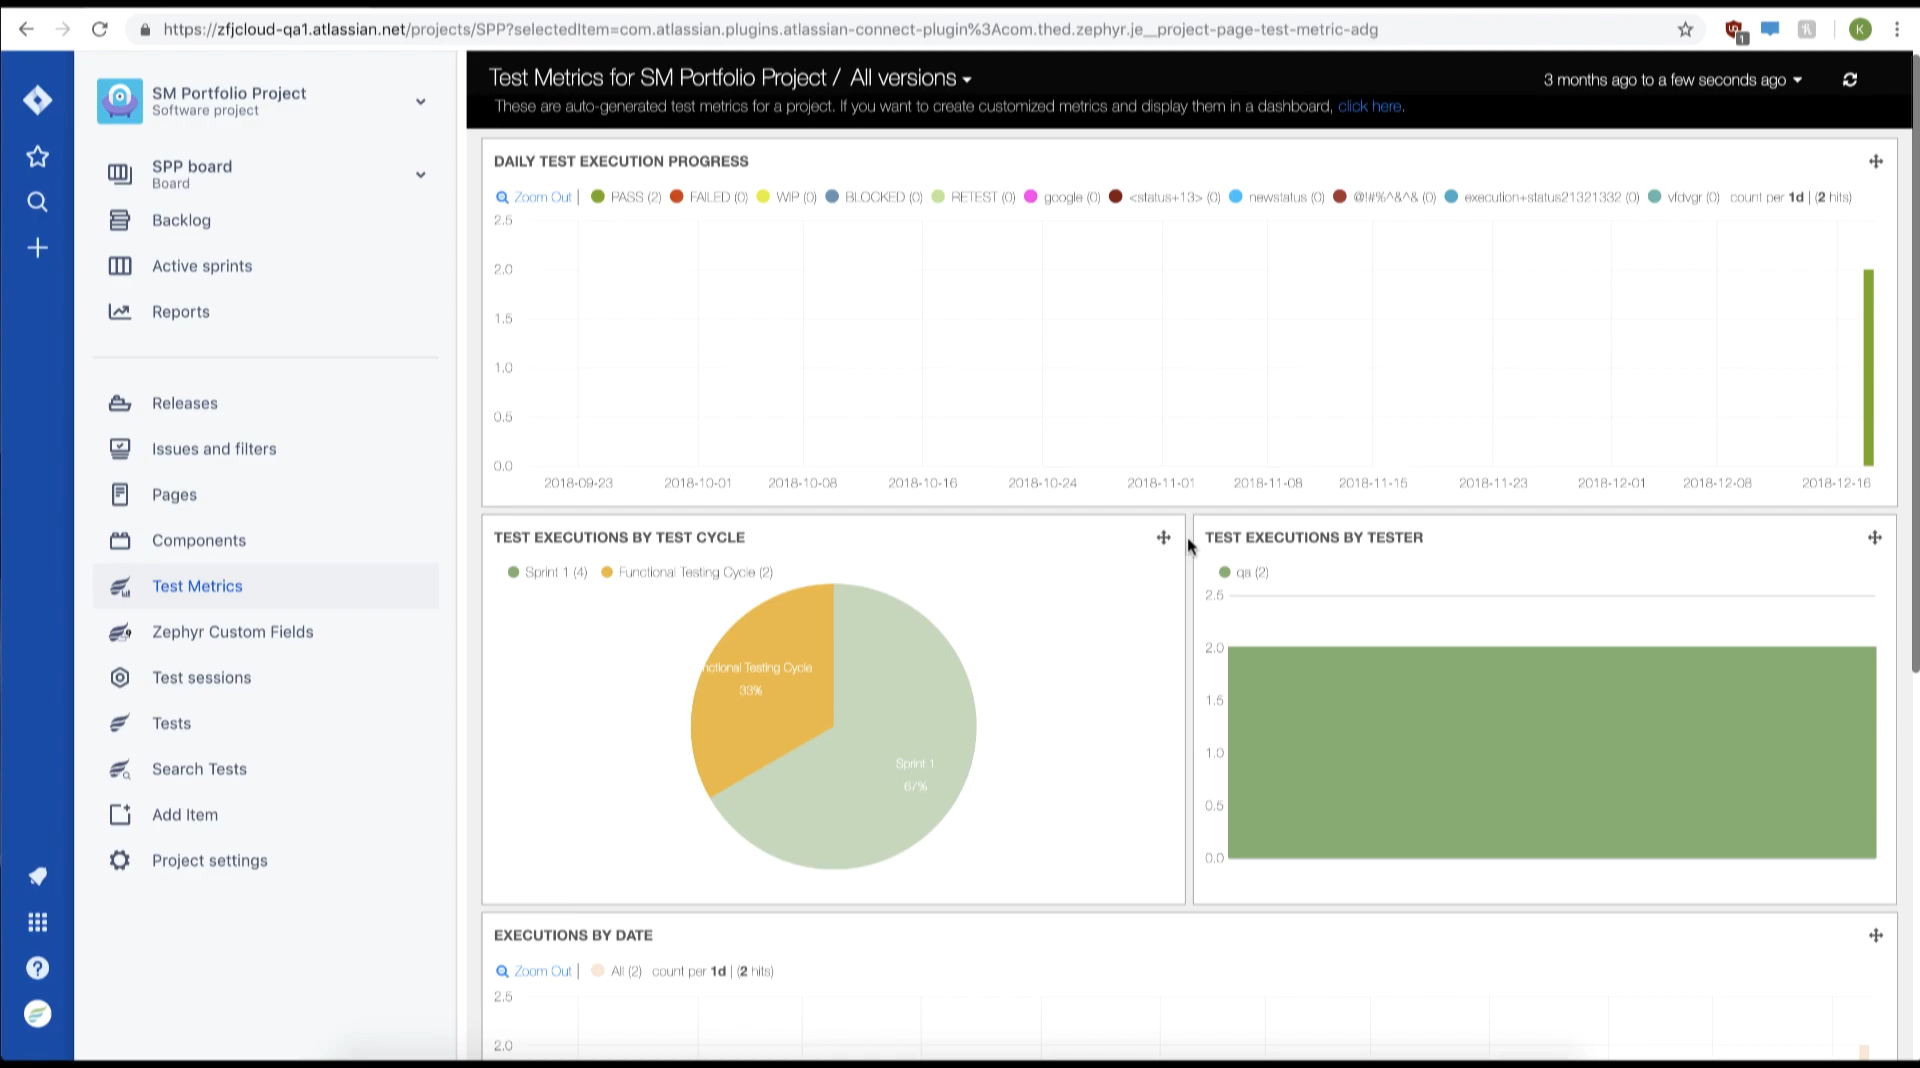 https://zfjcloud-qa1.atlassian.net/projects/SPP?selectedItem=com.atlassian.plugins.atlassian-connect-plugin%3Acom.thed.zephyr.je__project-page-test-metric-adg
1
K
SM Portfolio Project
Software project
SPP board
Board
Backlog
Active sprints
Reports
Releases
Issues and filters
Pages
Components
Test Metrics
Zephyr Custom Fields
Test sessions
Tests
Search Tests
Add Item
Project settings
Test Metrics for SM Portfolio Project / All versions
3 months ago to a few seconds ago
These are auto-generated test metrics for a project. If you want to create customized metrics and display them in a dashboard, click here.
DAILY TEST EXECUTION PROGRESS
Zoom Out | PASS (2) FAILED (0) WIP (0) BLOCKED (0) RETEST (0) google (0) <status+13> (0) newstatus (0) @!#%^&^& (0) execution+status21321332 (0) vfdvgr (0) count per 1d | (2 hits)
2.5
2.0
1.5
1.0
0.5
0.0
2018-09-23 2018-10-01 2018-10-08 2018-10-16 2018-10-24 2018-11-01 2018-11-08 2018-11-15 2018-11-23 2018-12-01 2018-12-08 2018-12-16
TEST EXECUTIONS BY TEST CYCLE
Sprint 1 (4) Functional Testing Cycle (2)
nctional Testing Cycle
33%
Sprint 1
67%
TEST EXECUTIONS BY TESTER
qa (2)
2.5
2.0
1.5
1.0
0.5
0.0
EXECUTIONS BY DATE
Zoom Out | All (2) count per 1d | (2 hits)
2.5
2.0